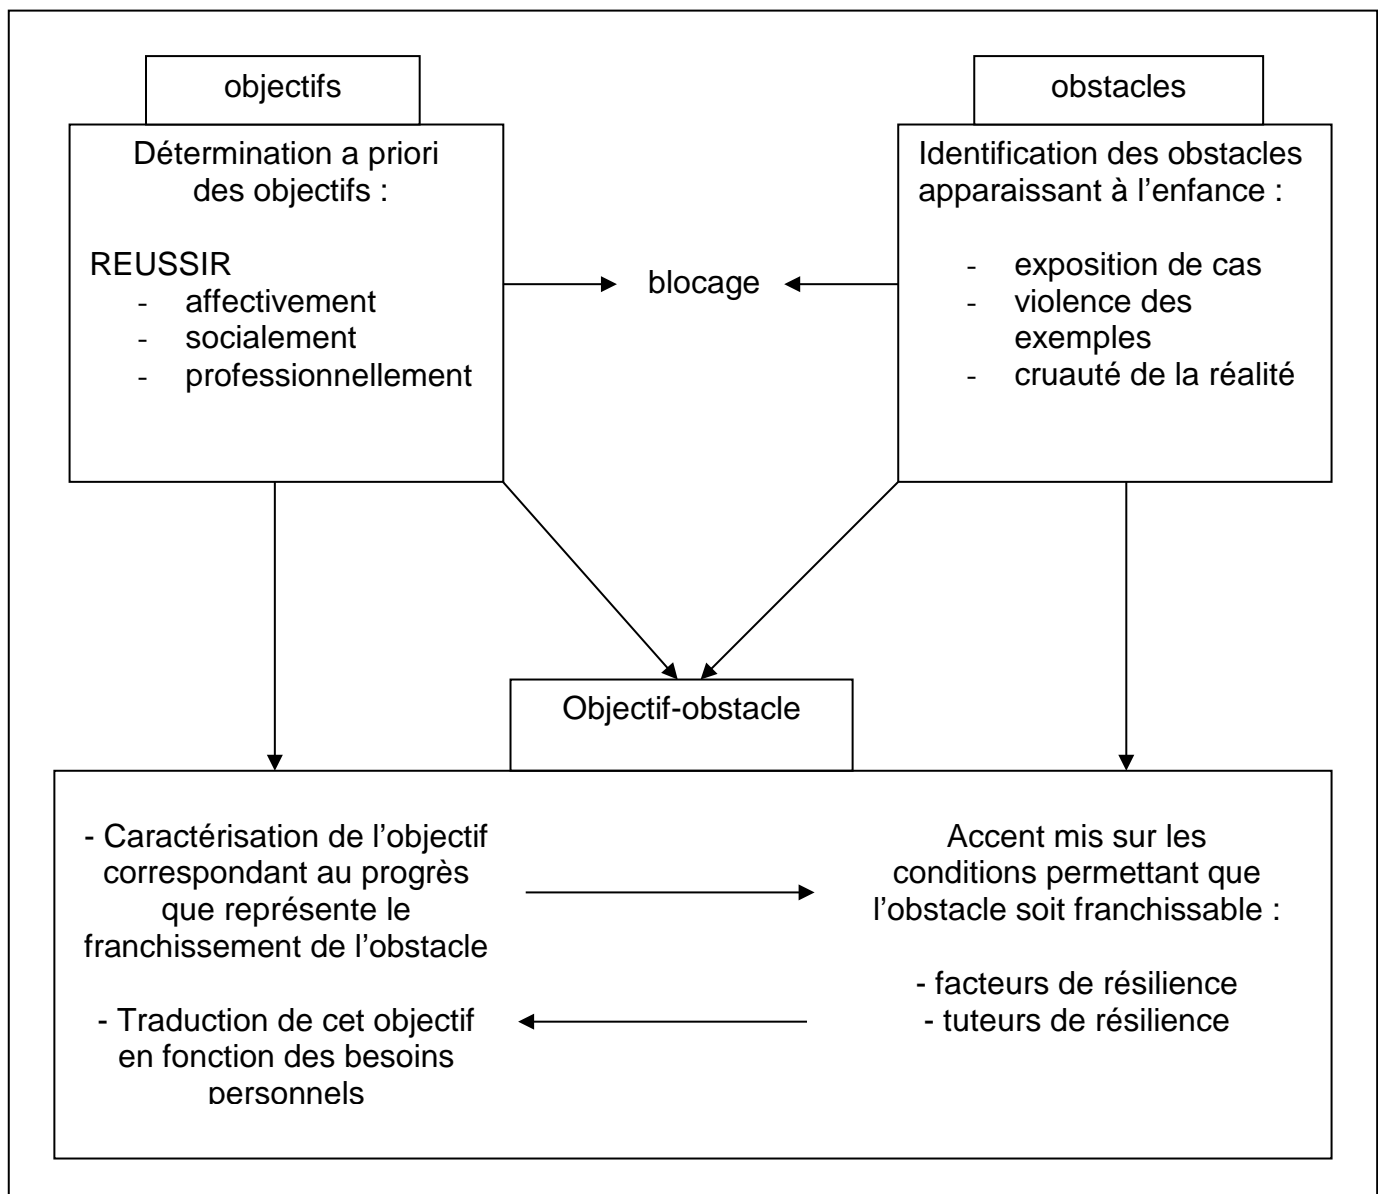 objectifs
Détermination a priori
des objectifs :
REUSSIR
- affectivement
- socialement
- professionnellement
blocage
obstacles
Identification des obstacles
apparaissant à l’enfance :
- exposition de cas
- violence des
exemples
- cruauté de la réalité
Objectif-obstacle
- Caractérisation de l’objectif
correspondant au progrès
que représente le
franchissement de l’obstacle
- Traduction de cet objectif
en fonction des besoins
personnels
Accent mis sur les
conditions permettant que
l’obstacle soit franchissable :
- facteurs de résilience
- tuteurs de résilience